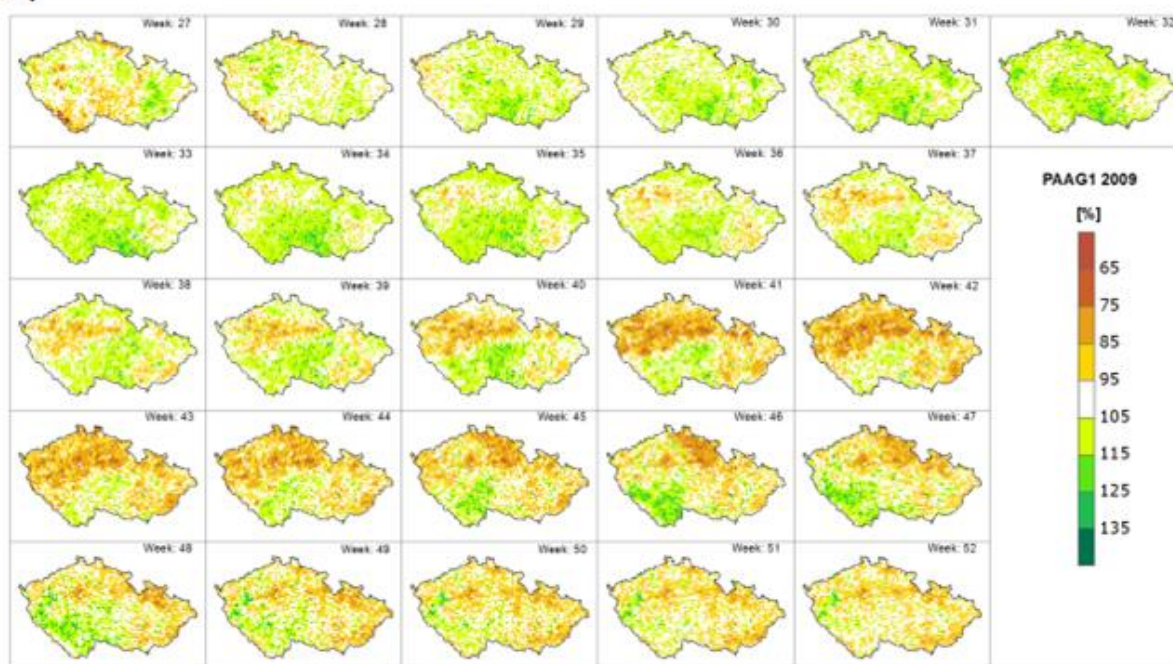 Week: 27
Week: 28
Week: 29
Week: 30
Week: 31
Week: 32
Week: 33
Week: 34
Week: 35
Week: 36
Week: 37
PAAG1 2009
[%]
65
75
85
95
105
115
125
135
Week: 38
Week: 39
Week: 40
Week: 41
Week: 42
Week: 43
Week: 44
Week: 45
Week: 46
Week: 47
Week: 48
Week: 49
Week: 50
Week: 51
Week: 52